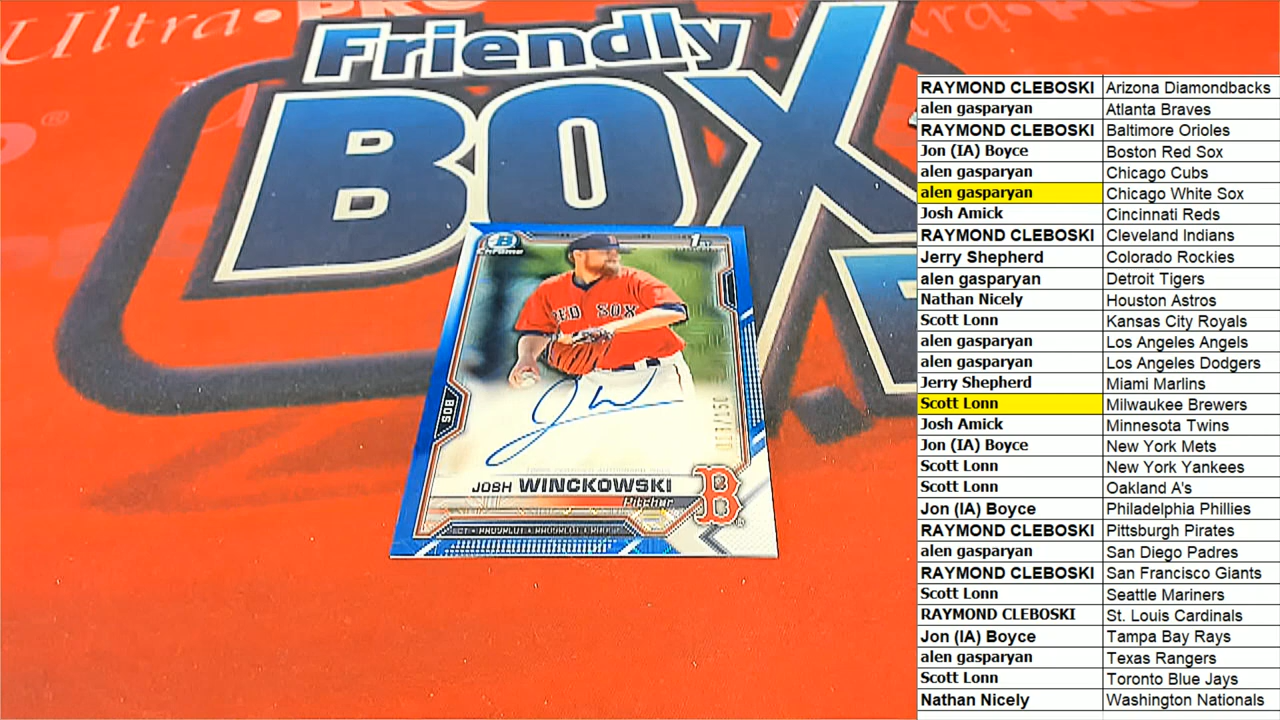 Ultra•PRO
Friendly
BOX
B
Chrome
1ST
RED SOX
BOS
JW
/150
JOSH WINCKOWSKI
Pitcher
B
RAYMOND CLEBOSKI Arizona Diamondbacks
alen gasparyan Atlanta Braves
RAYMOND CLEBOSKI Baltimore Orioles
Jon (IA) Boyce Boston Red Sox
alen gasparyan Chicago Cubs
alen gasparyan Chicago White Sox
Josh Amick Cincinnati Reds
RAYMOND CLEBOSKI Cleveland Indians
Jerry Shepherd Colorado Rockies
alen gasparyan Detroit Tigers
Nathan Nicely Houston Astros
Scott Lonn Kansas City Royals
alen gasparyan Los Angeles Angels
alen gasparyan Los Angeles Dodgers
Jerry Shepherd Miami Marlins
Scott Lonn Milwaukee Brewers
Josh Amick Minnesota Twins
Jon (IA) Boyce New York Mets
Scott Lonn New York Yankees
Scott Lonn Oakland A's
Jon (IA) Boyce Philadelphia Phillies
RAYMOND CLEBOSKI Pittsburgh Pirates
alen gasparyan San Diego Padres
RAYMOND CLEBOSKI San Francisco Giants
Scott Lonn Seattle Mariners
RAYMOND CLEBOSKI St. Louis Cardinals
Jon (IA) Boyce Tampa Bay Rays
alen gasparyan Texas Rangers
Scott Lonn Toronto Blue Jays
Nathan Nicely Washington Nationals